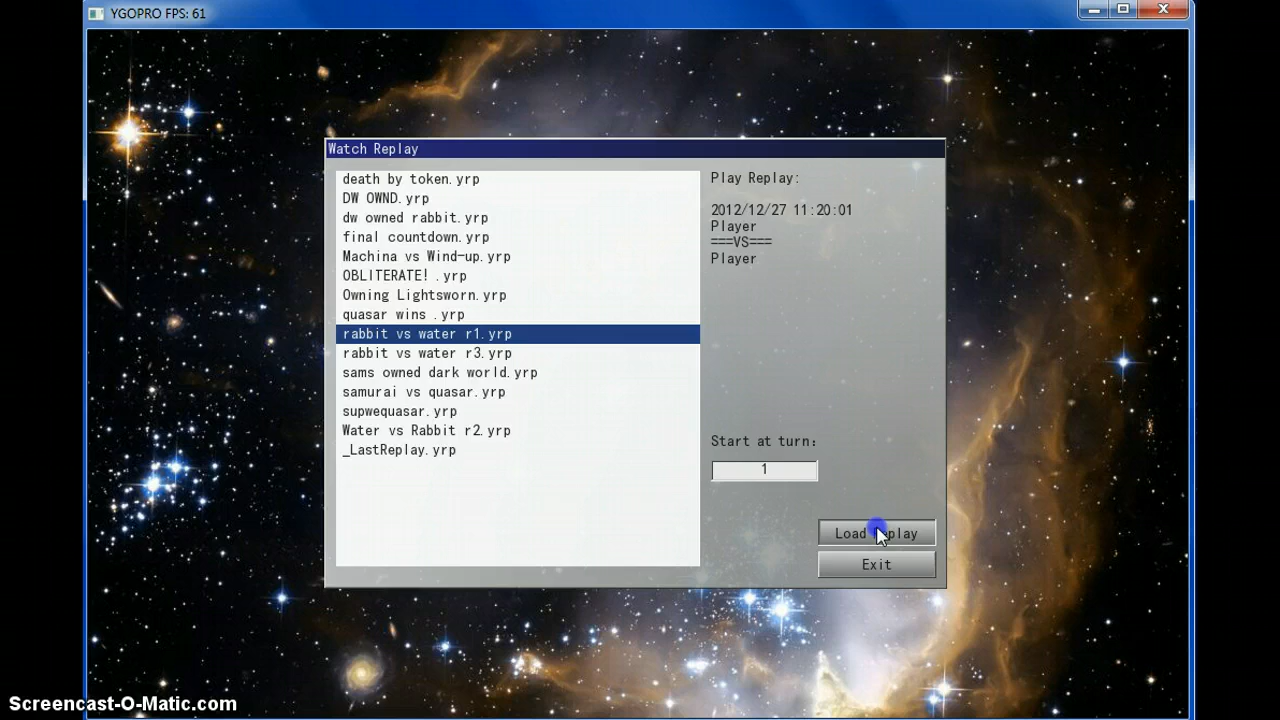 YGOPRO FPS: 61
Watch Replay
death by token.yrp
DW OWND.yrp
dw owned rabbit.yrp
final countdown.yrp
Machina vs Wind-up.yrp
OBLITERATE! .yrp
Owning Lightsworn.yrp
quasar wins .yrp
rabbit vs water r1.yrp
rabbit vs water r3.yrp
sams owned dark world.yrp
samurai vs quasar.yrp
supwequasar.yrp
Water vs Rabbit r2.yrp
_LastReplay.yrp
Play Replay:
2012/12/27 11:20:01
Player
===VS===
Player
Start at turn:
1
Load Replay
Exit
Screencast-O-Matic.com